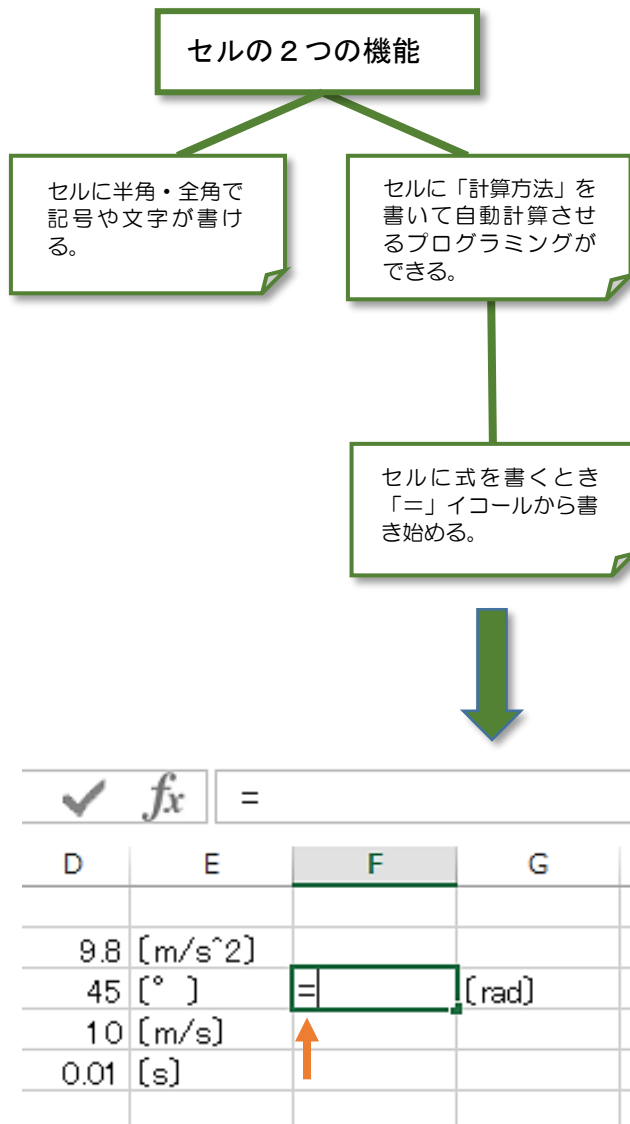 セルの２つの機能
セルに半角・全角で
記号や文字が書け
る。
セルに「計算方法」を
書いて自動計算させ
るプログラミングが
できる。
セルに式を書くとき
「＝」イコールから書
き始める。
fx =
D E F G
9.8 [m/s^2]
45 [° ] = [rad]
10 [m/s]
0.01 [s]